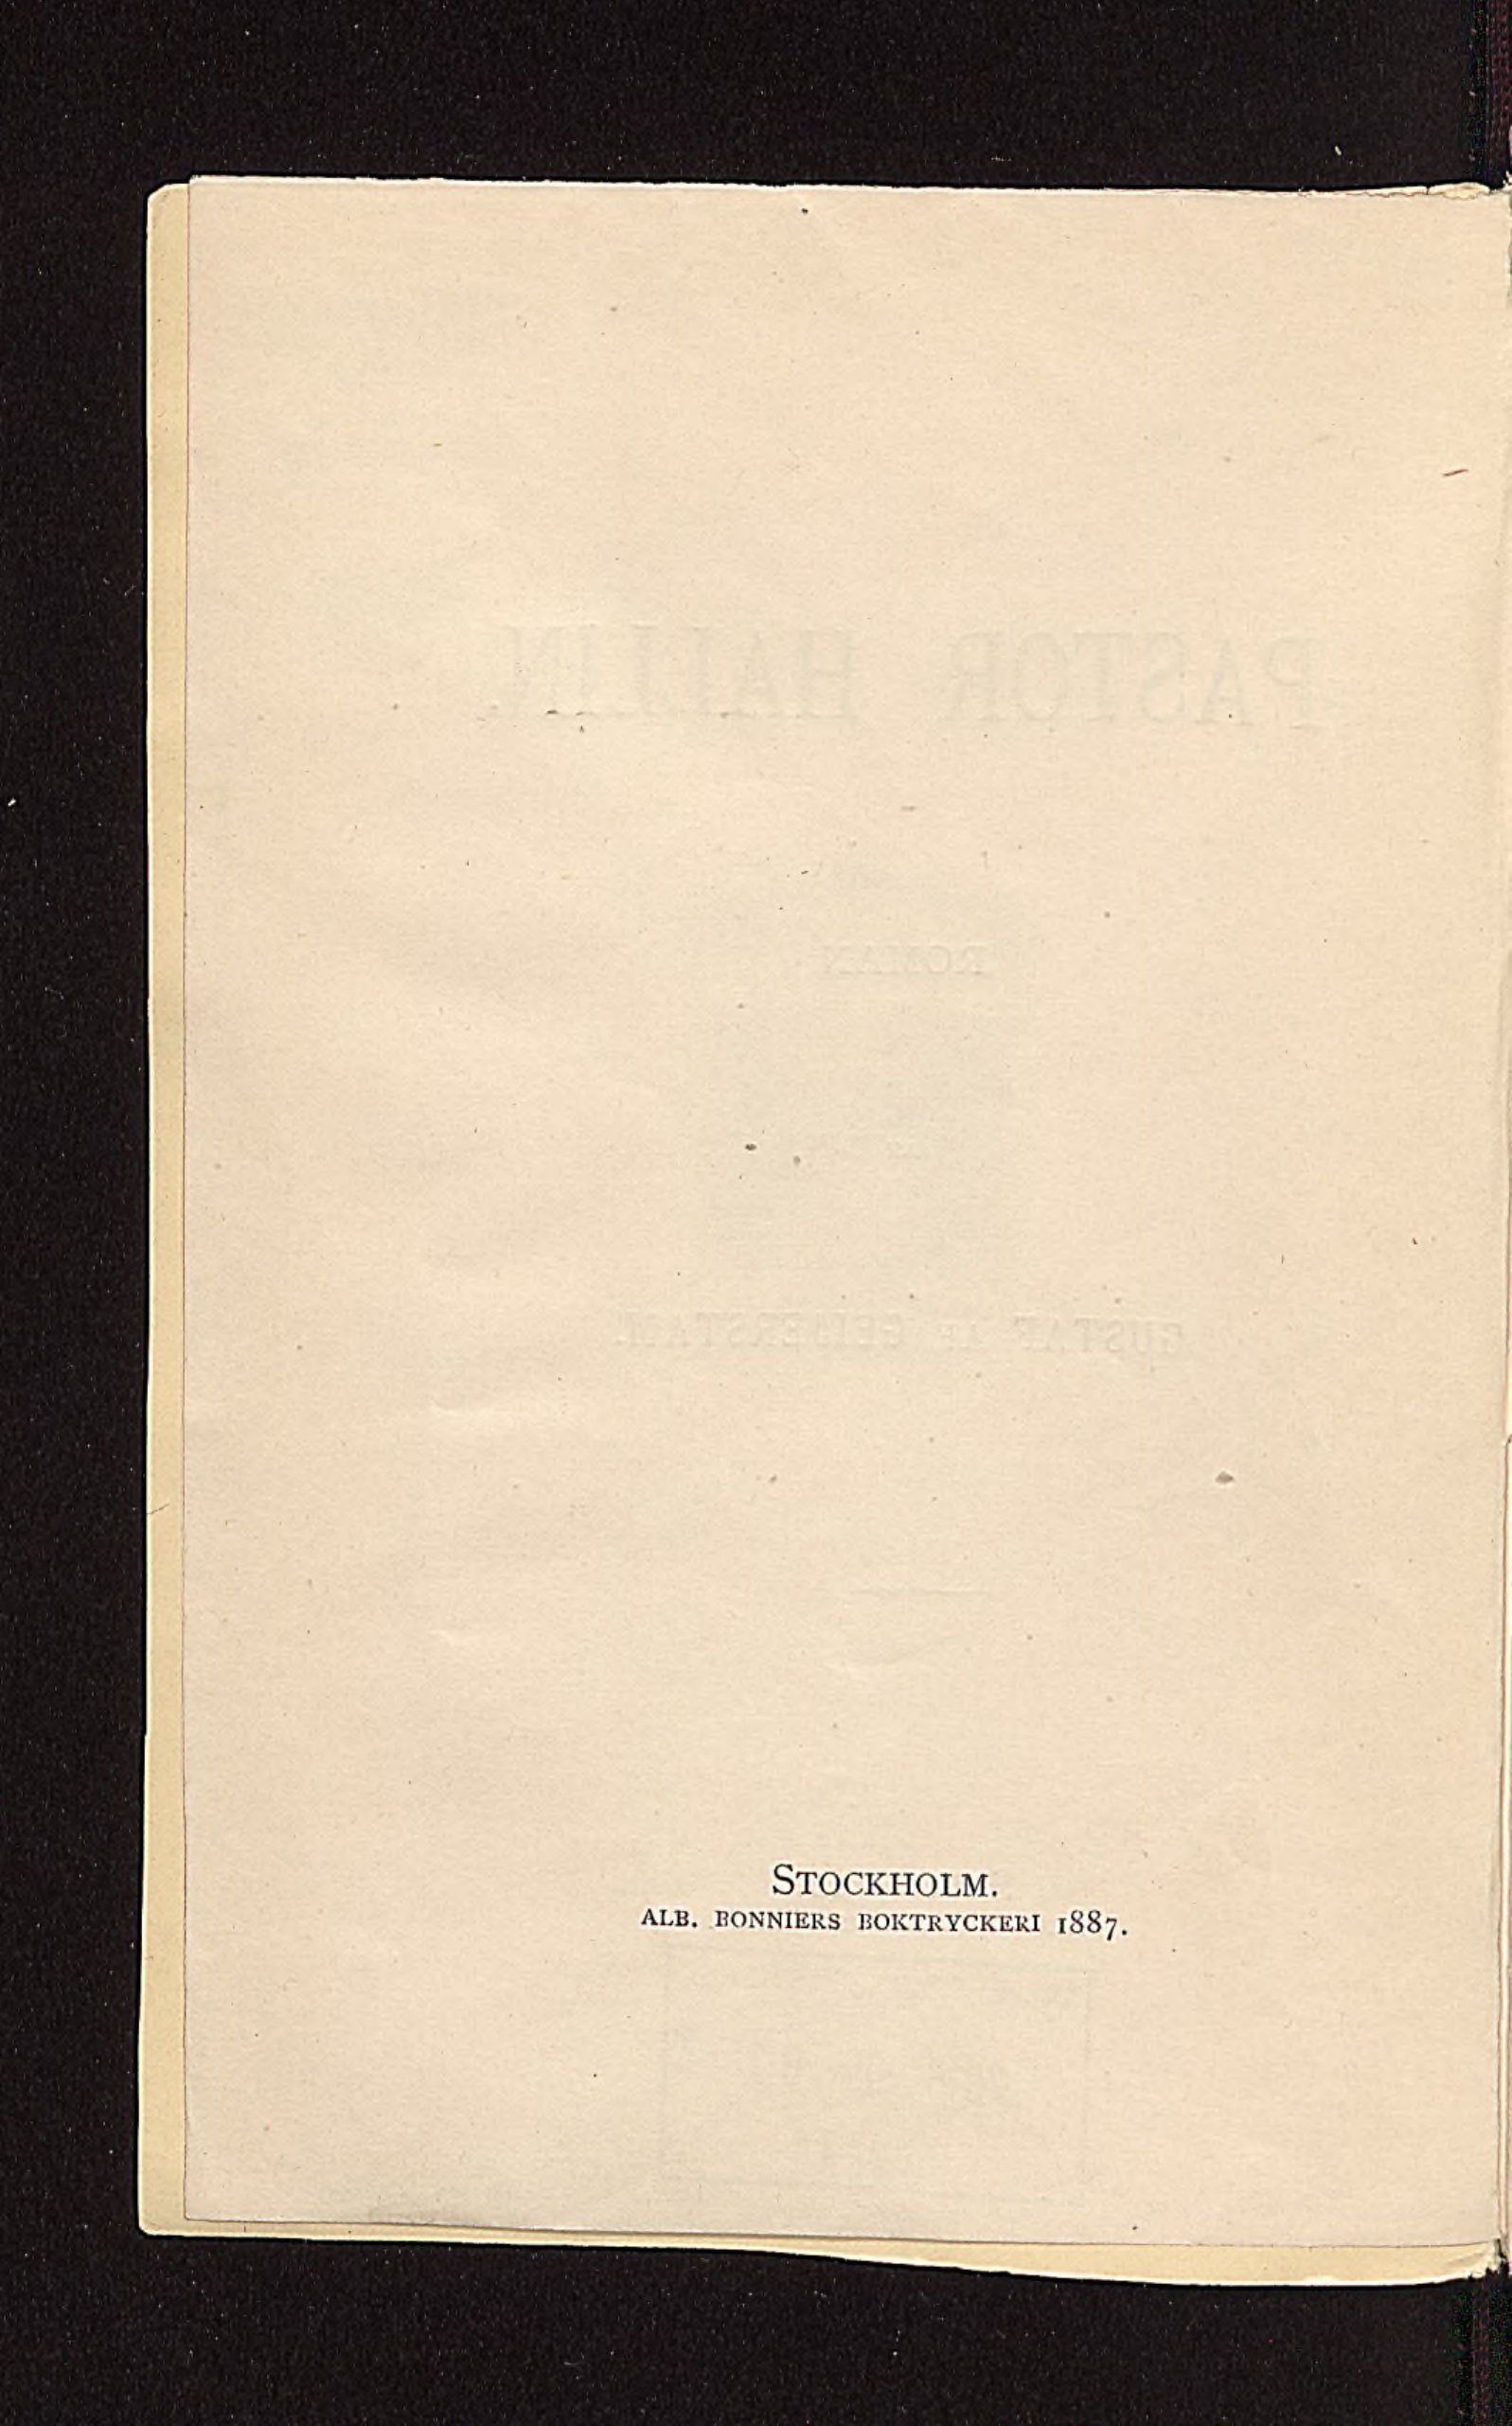 STOCKHOLM.
ALB. BONNIERS BOKTRYCKERI 1887.